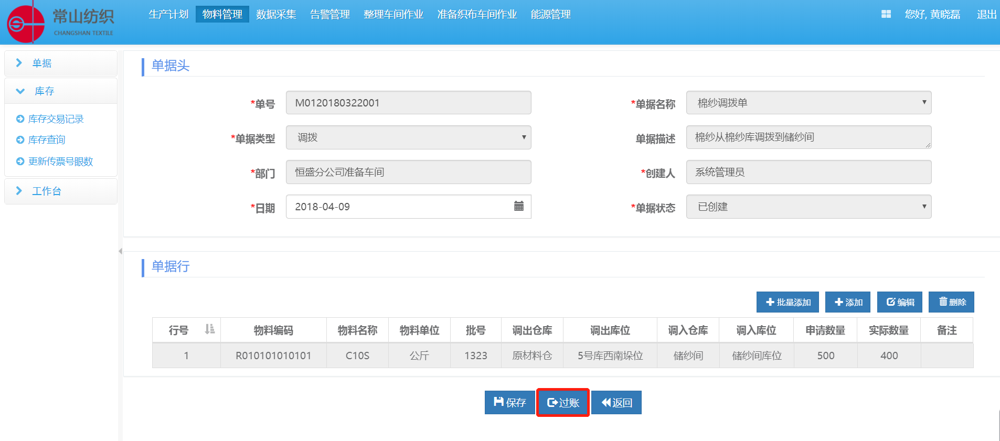 常山纺织
CHANGSHAN TEXTILE
生产计划 物料管理 数据采集 告警管理 整理车间作业 准备织布车间作业 能源管理 您好, 黄晓磊 退出
单据
库存
库存交易记录
库存查询
更新传票号眼数
工作台
单据头
*单号 M0120180322001 *单据名称 棉纱调拨单
*单据类型 调拨 单据描述 棉纱从棉纱库调拨到储纱间
*部门 恒盛分公司准备车间 *创建人 系统管理员
*日期 2018-04-09 *单据状态 已创建
单据行
批量添加 添加 编辑 删除
行号 物料编码 物料名称 物料单位 批号 调出仓库 调出库位 调入仓库 调入库位 申请数量 实际数量 备注
1 R010101010101 C10S 公斤 1323 原材料仓 5号库西南垛位 储纱间 储纱间库位 500 400
保存 过账 返回